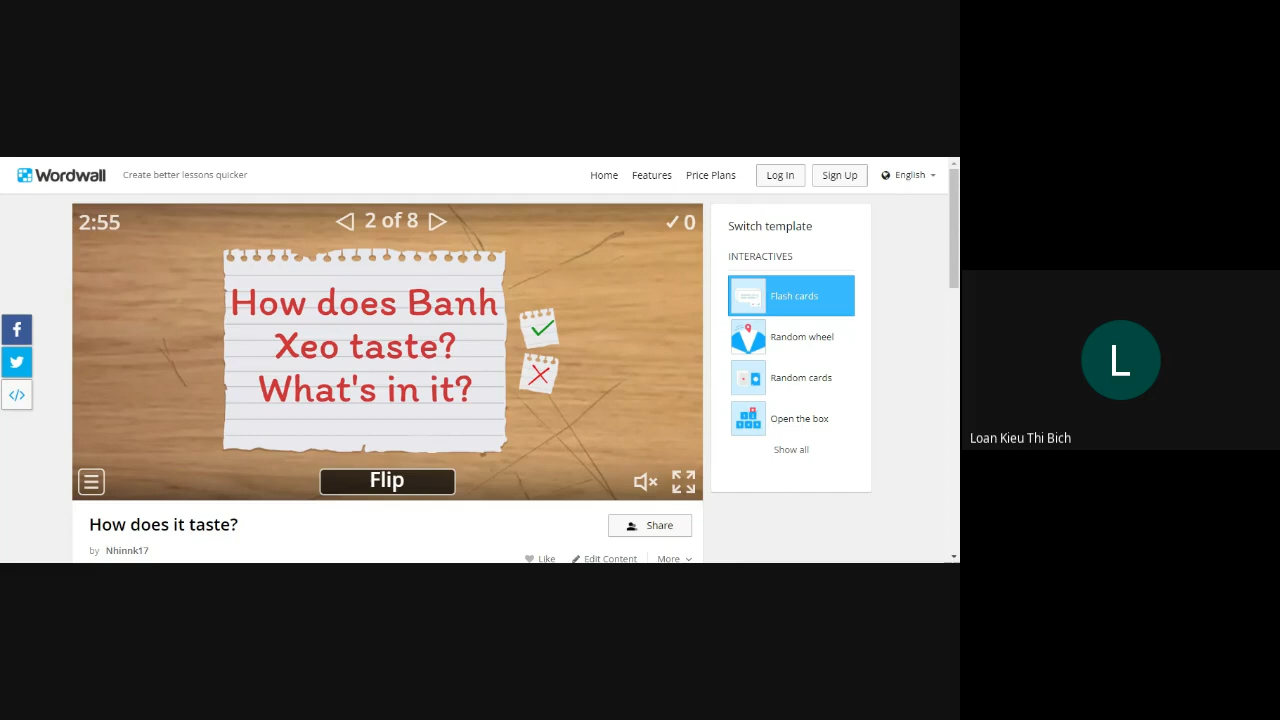 Wordwall
Create better lessons quicker
Home
Features
Price Plans
Log In
Sign Up
English
2:55
2 of 8
✓0
How does Banh
Xeo taste?
What's in it?
Flip
Switch template
INTERACTIVES
Flash cards
Random wheel
Random cards
Open the box
Show all
How does it taste?
Share
by Nhinnk17
Like
Edit Content
More
L
Loan Kieu Thi Bich